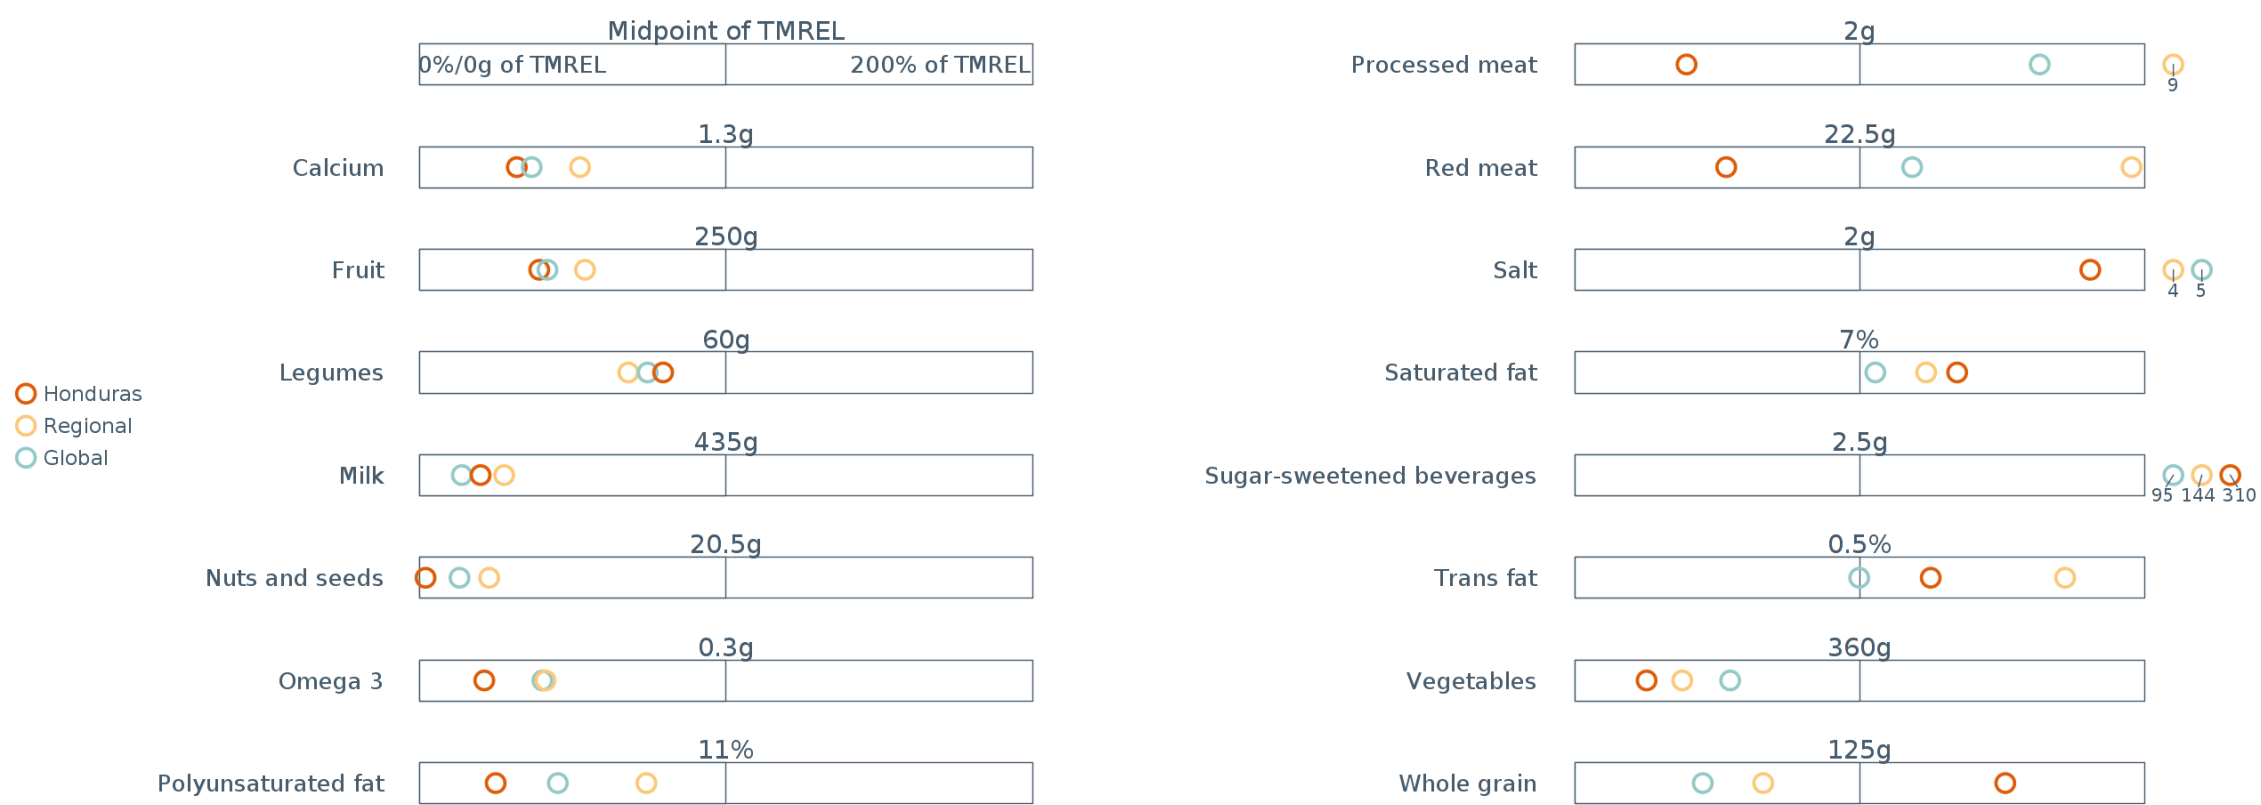 Midpoint of TMREL
0%/0g of TMREL
200% of TMREL
1.3g
Calcium
250g
Fruit
60g
Legumes
435g
Milk
20.5g
Nuts and seeds
0.3g
Omega 3
11%
Polyunsaturated fat
Honduras
Regional
Global
2g
Processed meat
9
22.5g
Red meat
2g
Salt
4 5
7%
Saturated fat
2.5g
Sugar-sweetened beverages
95 144 310
0.5%
Trans fat
360g
Vegetables
125g
Whole grain